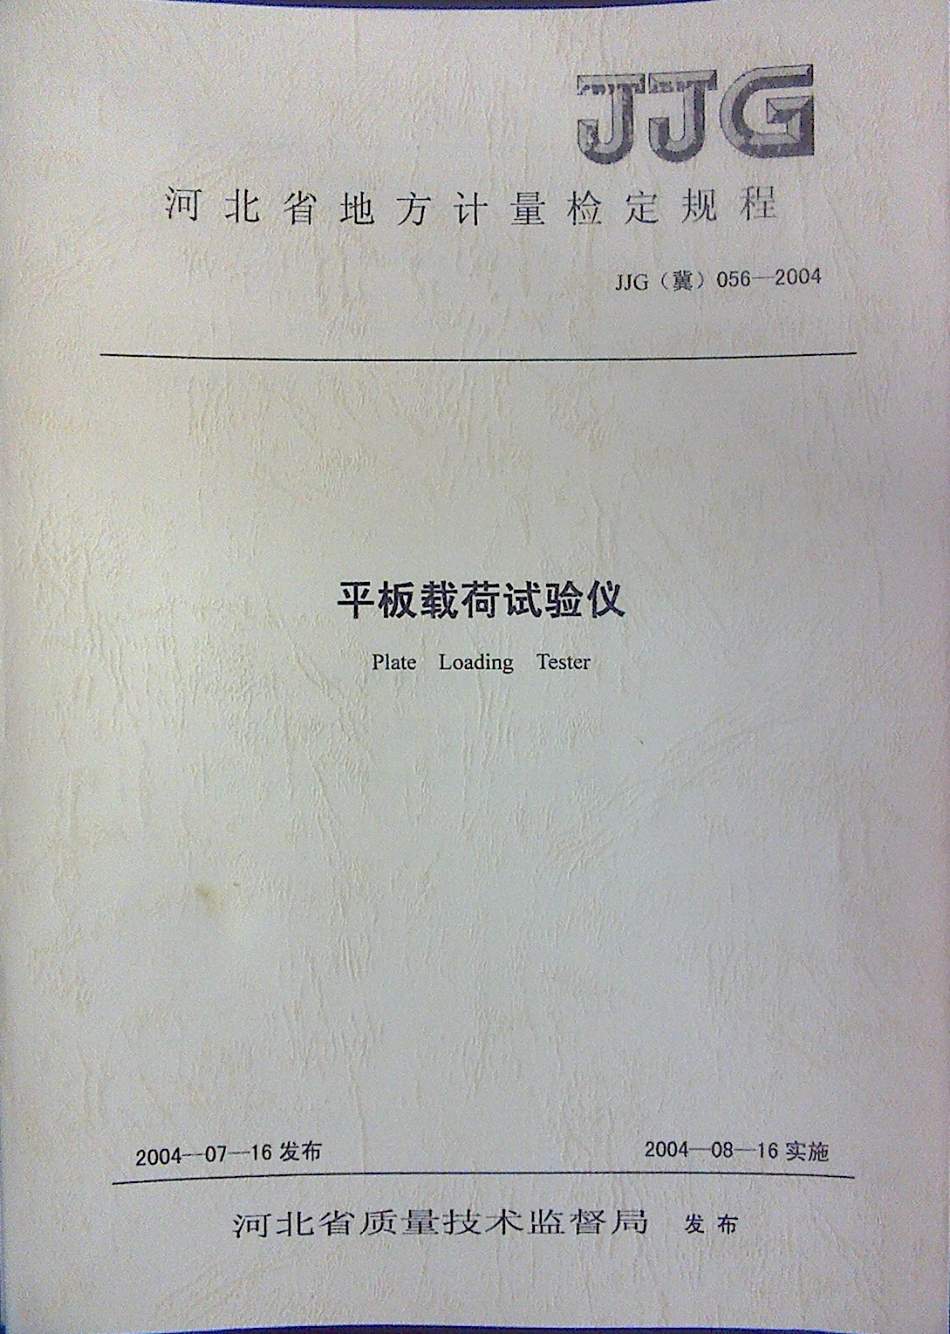 JJG
河北省地方计量检定规程
JJG（冀）056—2004
平板载荷试验仪
Plate Loading Tester
2004—07—16 发布
2004—08—16 实施
河北省质量技术监督局 发布